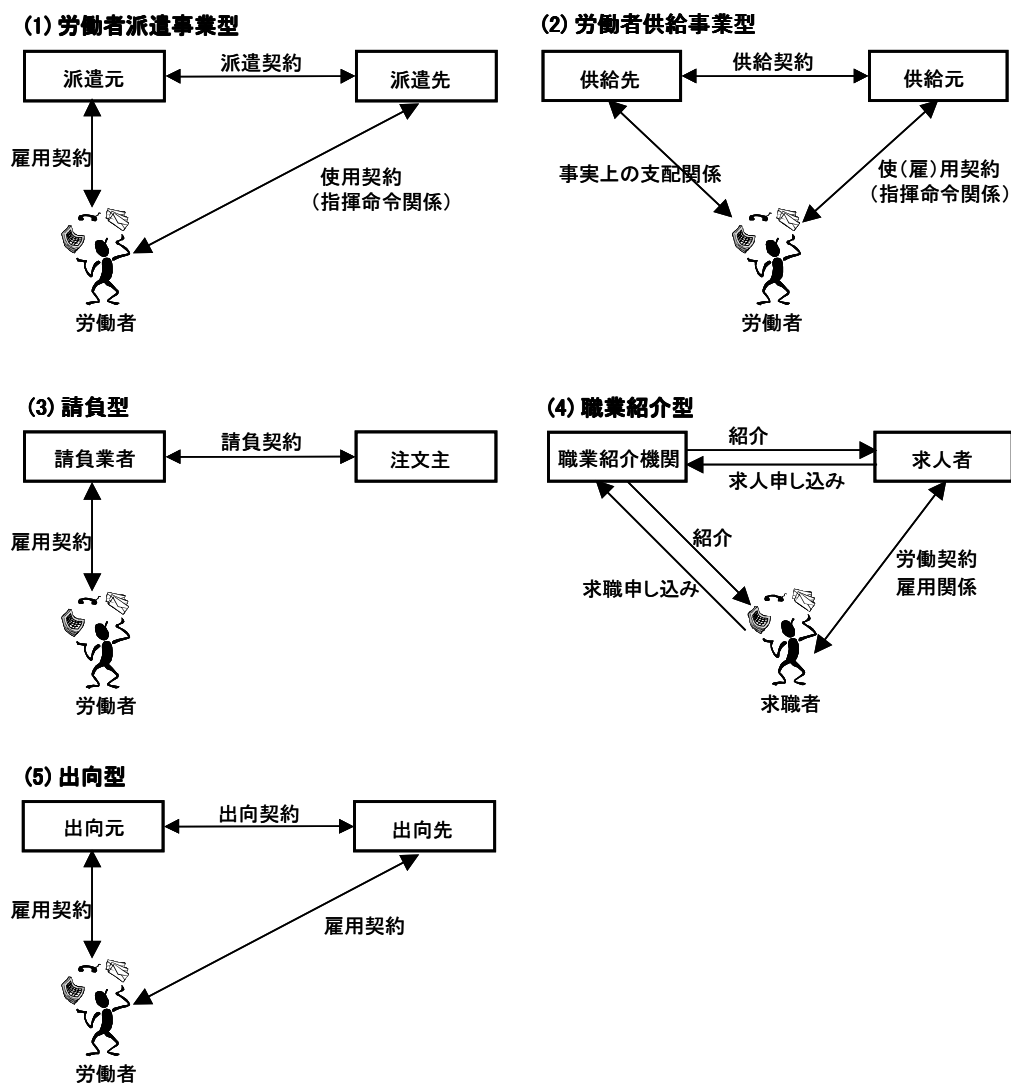 (1) 労働者派遣事業型
派遣元
派遣契約
派遣先
雇用契約
使用契約
(指揮命令関係)
労働者
(2) 労働者供給事業型
供給先
供給契約
供給元
事実上の支配関係
使(雇)用契約
(指揮命令関係)
労働者
(3) 請負型
請負業者
請負契約
注文主
雇用契約
労働者
(4) 職業紹介型
職業紹介機関
紹介
求人申し込み
求人者
紹介
求職申し込み
労働契約
雇用関係
求職者
(5) 出向型
出向元
出向契約
出向先
雇用契約
雇用契約
労働者